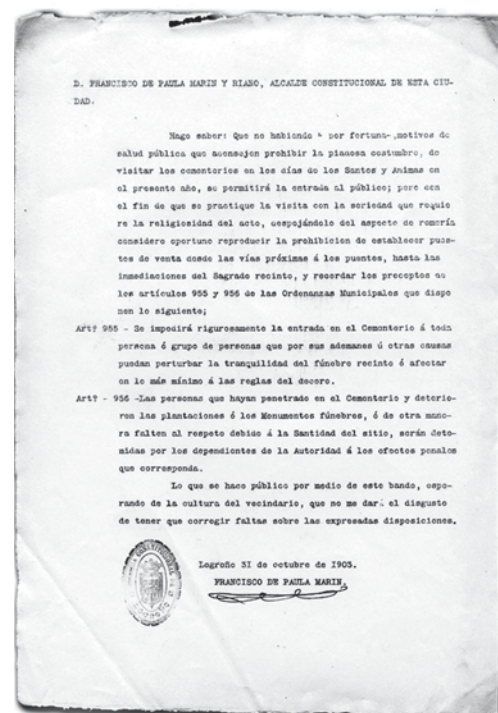 D. FRANCISCO DE PAULA MARIN Y RIAÑO, ALCALDE CONSTITUCIONAL DE ESTA CIU-
DAD.
Hago saber: Que no habiendo - por fortuna- motivos de
salud pública que aconsejen prohibir la piadosa costumbre, de
visitar los cementerios en los días de los Santos y Animas en
el presente año, se permitirá la entrada al público; pero con
el fin de que se practique la visita con la seriedad que requie
re la religiosidad del acto, despojándole del aspecto de romería
considero oportuno reproducir la prohibicion de establecer pues-
tos de venta desde las vías próximas á los puentes, hasta las
inmediaciones del Sagrado recinto, y recordar los preceptos de
los artículos 955 y 956 de las Ordenanzas Municipales que dispo
nen lo siguiente;
Artº 955 - Se impedirá rigurosamente la entrada en el Cementerio á toda
persona ó grupo de personas que por sus ademanes ú otras causas
puedan perturbar la tranquilidad del fúnebre recinto ó afectar
en lo más mínimo á las reglas del decoro.
Artº - 956 -Las personas que hayan penetrado en el Cementerio y deterio-
ren las plantaciones ó los Monumentos fúnebres, ó de otra mane-
ra falten al respeto debido á la Santidad del sitio, serán dete-
nidas por los dependientes de la Autoridad á los efectos penales
que corresponda.
Lo que se hace público por medio de este bando, espe-
rando de la cultura del vecindario, que no me dará el disgusto
de tener que corregir faltas sobre las expresadas disposiciones.
Logroño 31 de octubre de 1903.
FRANCISCO DE PAULA MARIN.